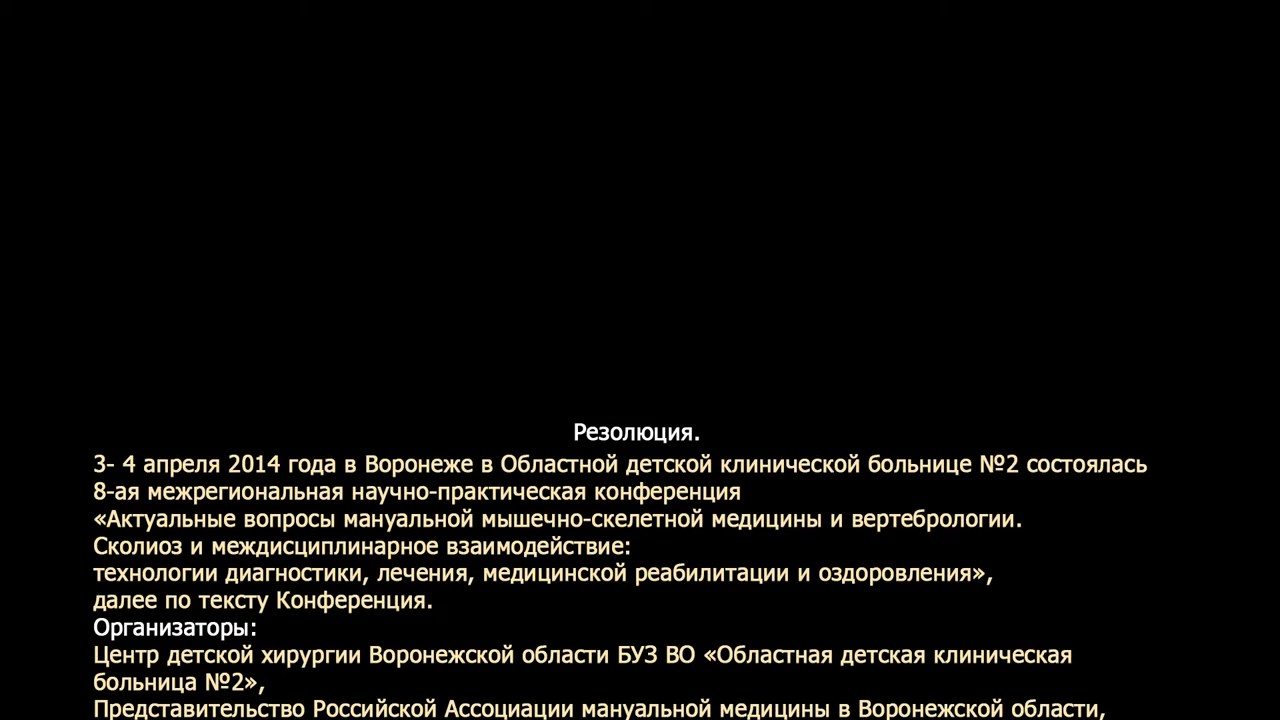 Резолюция.
3- 4 апреля 2014 года в Воронеже в Областной детской клинической больнице №2 состоялась
8-ая межрегиональная научно-практическая конференция
«Актуальные вопросы мануальной мышечно-скелетной медицины и вертебрологии.
Сколиоз и междисциплинарное взаимодействие:
технологии диагностики, лечения, медицинской реабилитации и оздоровления»,
далее по тексту Конференция.
Организаторы:
Центр детской хирургии Воронежской области БУЗ ВО «Областная детская клиническая
больница №2»,
Представительство Российской Ассоциации мануальной медицины в Воронежской области,